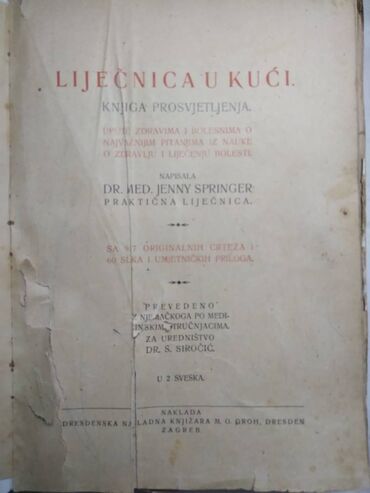 LIJEČNICA U KUĆI.
KNJIGA PROSVJETLJENJA.
UPUTE ZDRAVIMA I BOLESNIMA O
NAJVAŽNIJIM PITANJIMA IZ NAUKE
O ZDRAVLJU I LIJEČENJU BOLESTI.
NAPISALA
DR. MED. JENNY SPRINGER
PRAKTIČNA LIJEČNICA.
SA ORIGINALNIH CRTEŽA I
60 SLIKA I UMJETNIČKIH PRILOGA.
PREVEDENO
NJEMAČKOGA PO MEDI-
CINSKIM STRUČNJACIMA.
ZA UREDNIŠTVO
DR. S. SIROČIĆ.
U 2 SVESKA.
NAKLADA
DRESDENSKA NAKLADNA KNJIŽARA M. O. GROH, DRESDEN
ZAGREB